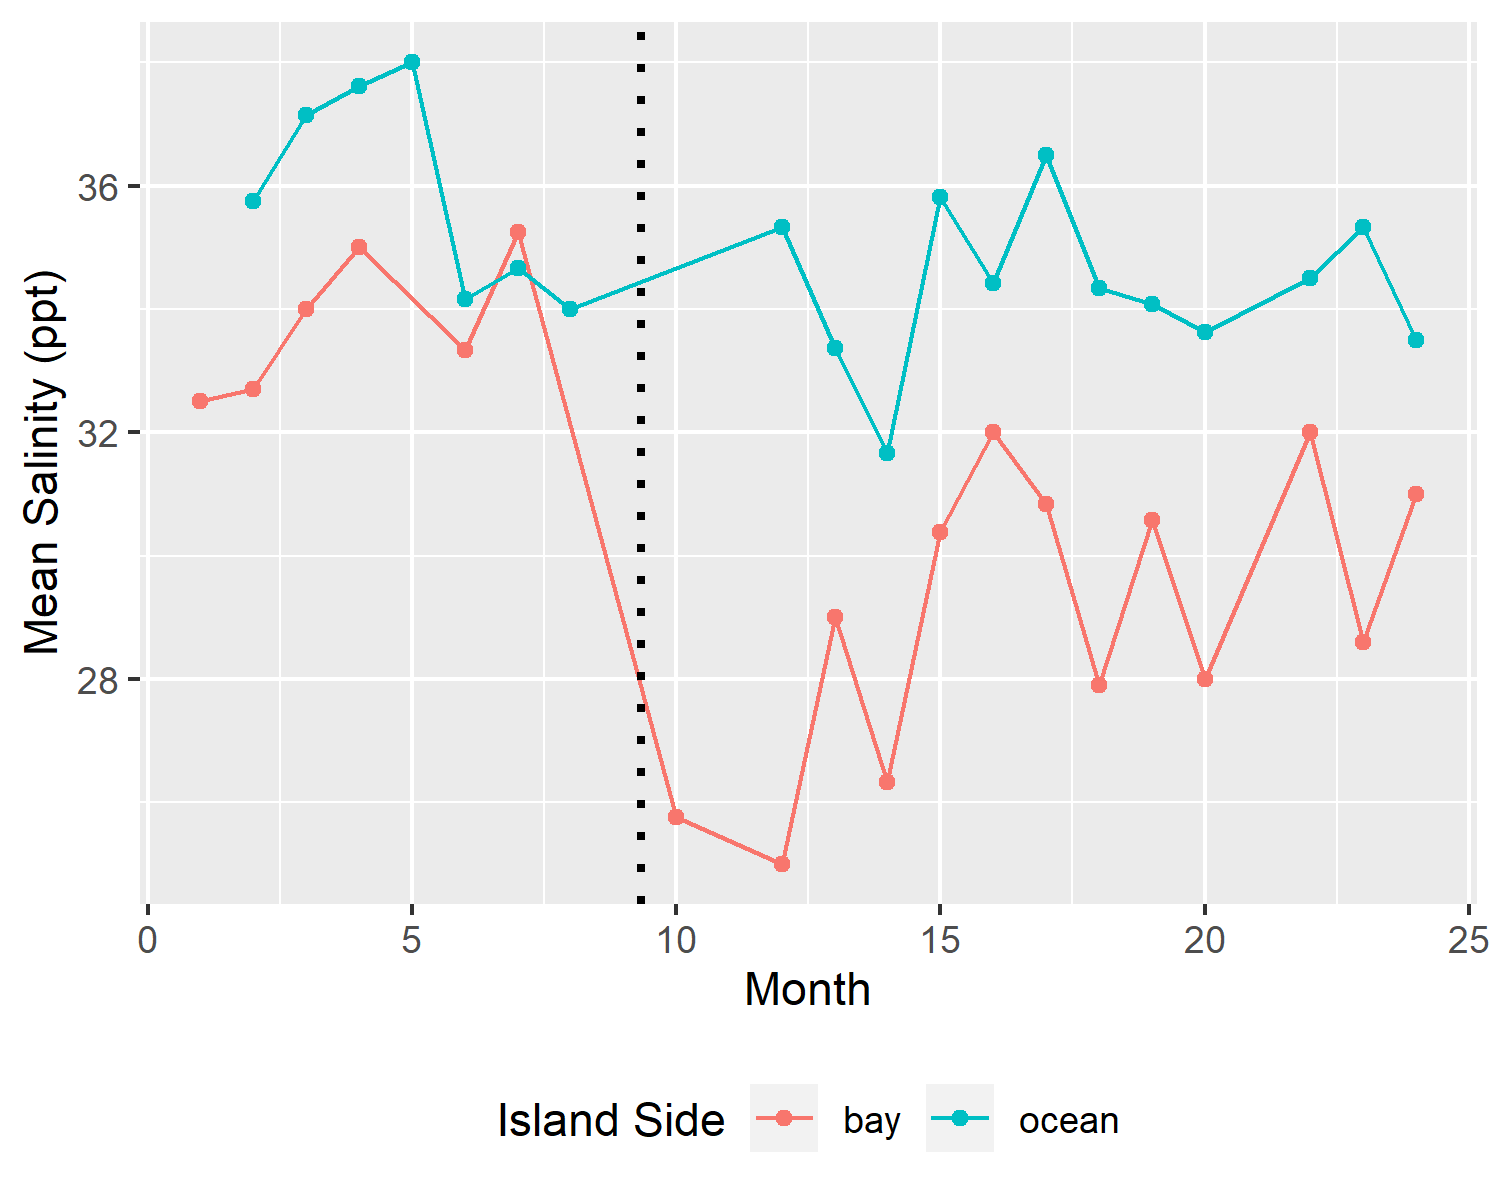 Mean Salinity (ppt)
36
32
28
0 5 10 15 20 25
Month
Island Side bay ocean